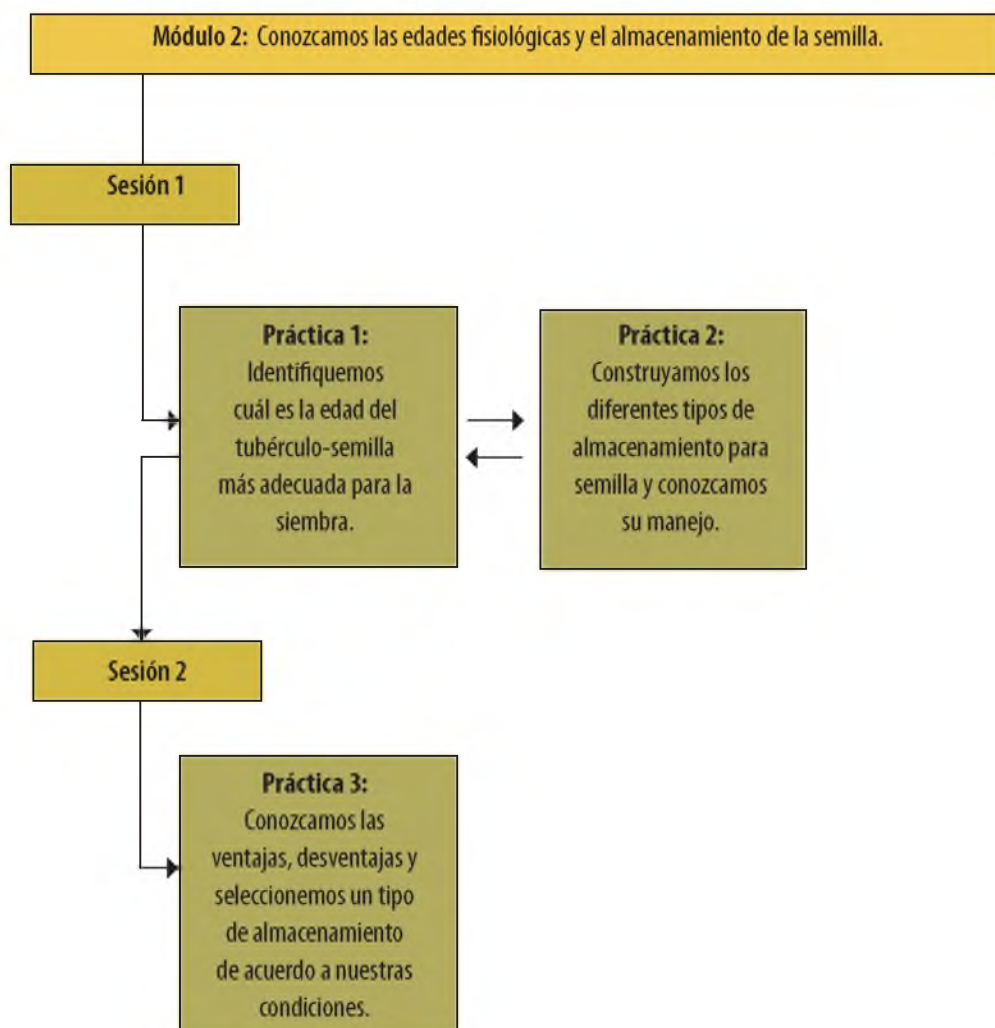 Módulo 2: Conozcamos las edades fisiológicas y el almacenamiento de la semilla.
Sesión 1
Práctica 1:
Identifiquemos
cuál es la edad del
tubérculo-semilla
más adecuada para la
siembra.
Práctica 2:
Construyamos los
diferentes tipos de
almacenamiento para
semilla y conozcamos
su manejo.
Sesión 2
Práctica 3:
Conozcamos las
ventajas, desventajas y
seleccionemos un tipo
de almacenamiento
de acuerdo a nuestras
condiciones.